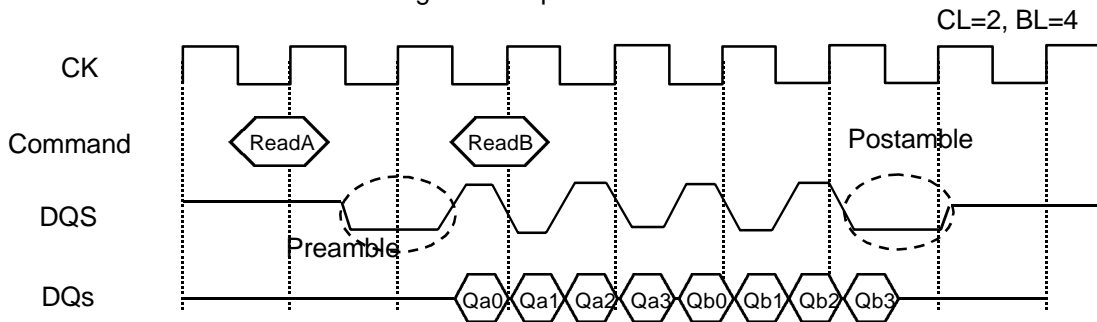 CL=2, BL=4
CK
Command
ReadA
ReadB
Postamble
DQS
Preamble
DQs
Qa0 Qa1 Qa2 Qa3 Qb0 Qb1 Qb2 Qb3